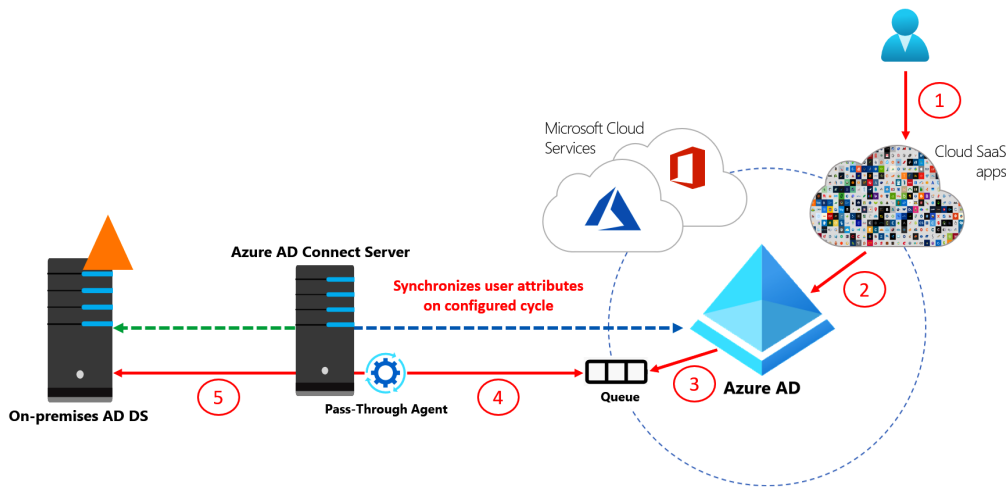 1
Microsoft Cloud
Services
Cloud SaaS
apps
Azure AD Connect Server
Synchronizes user attributes
on configured cycle
2
3
Azure AD
Queue
4
5
Pass-Through Agent
On-premises AD DS